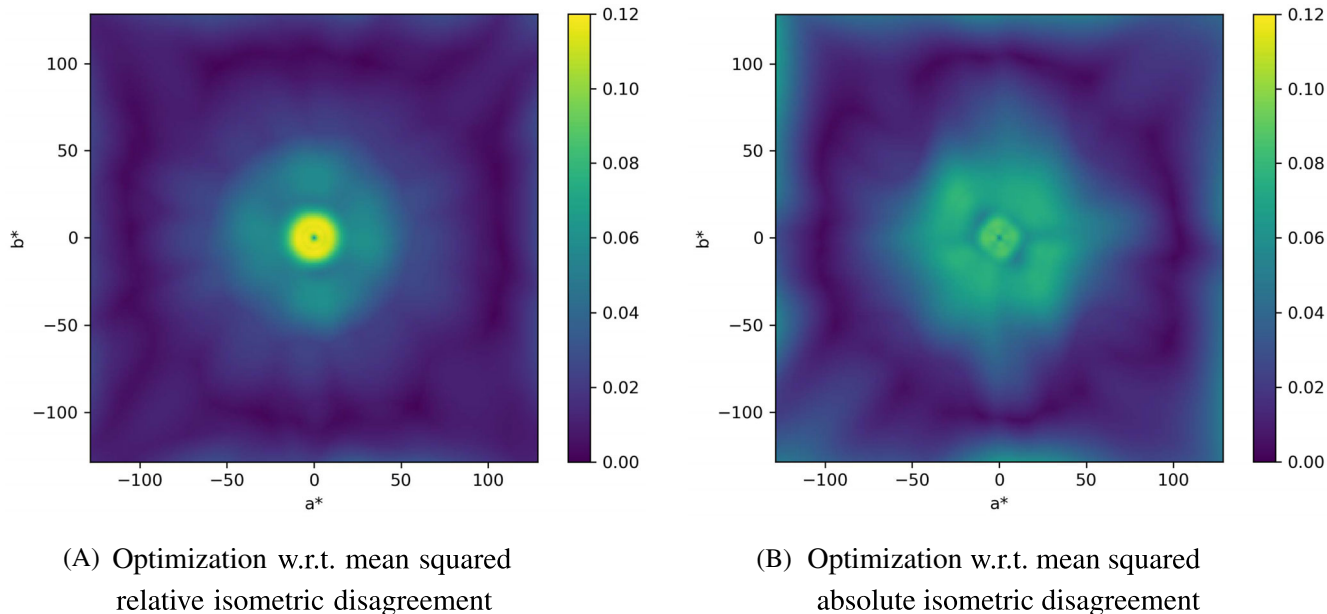 0.12
100
0.10
50
0.08
b*
0
0.06
−50
0.04
0.02
−100
0.00
−100 −50 0 50 100
a*
(A) Optimization w.r.t. mean squared
relative isometric disagreement
0.12
100
0.10
50
0.08
b*
0
0.06
−50
0.04
0.02
−100
0.00
−100 −50 0 50 100
a*
(B) Optimization w.r.t. mean squared
absolute isometric disagreement